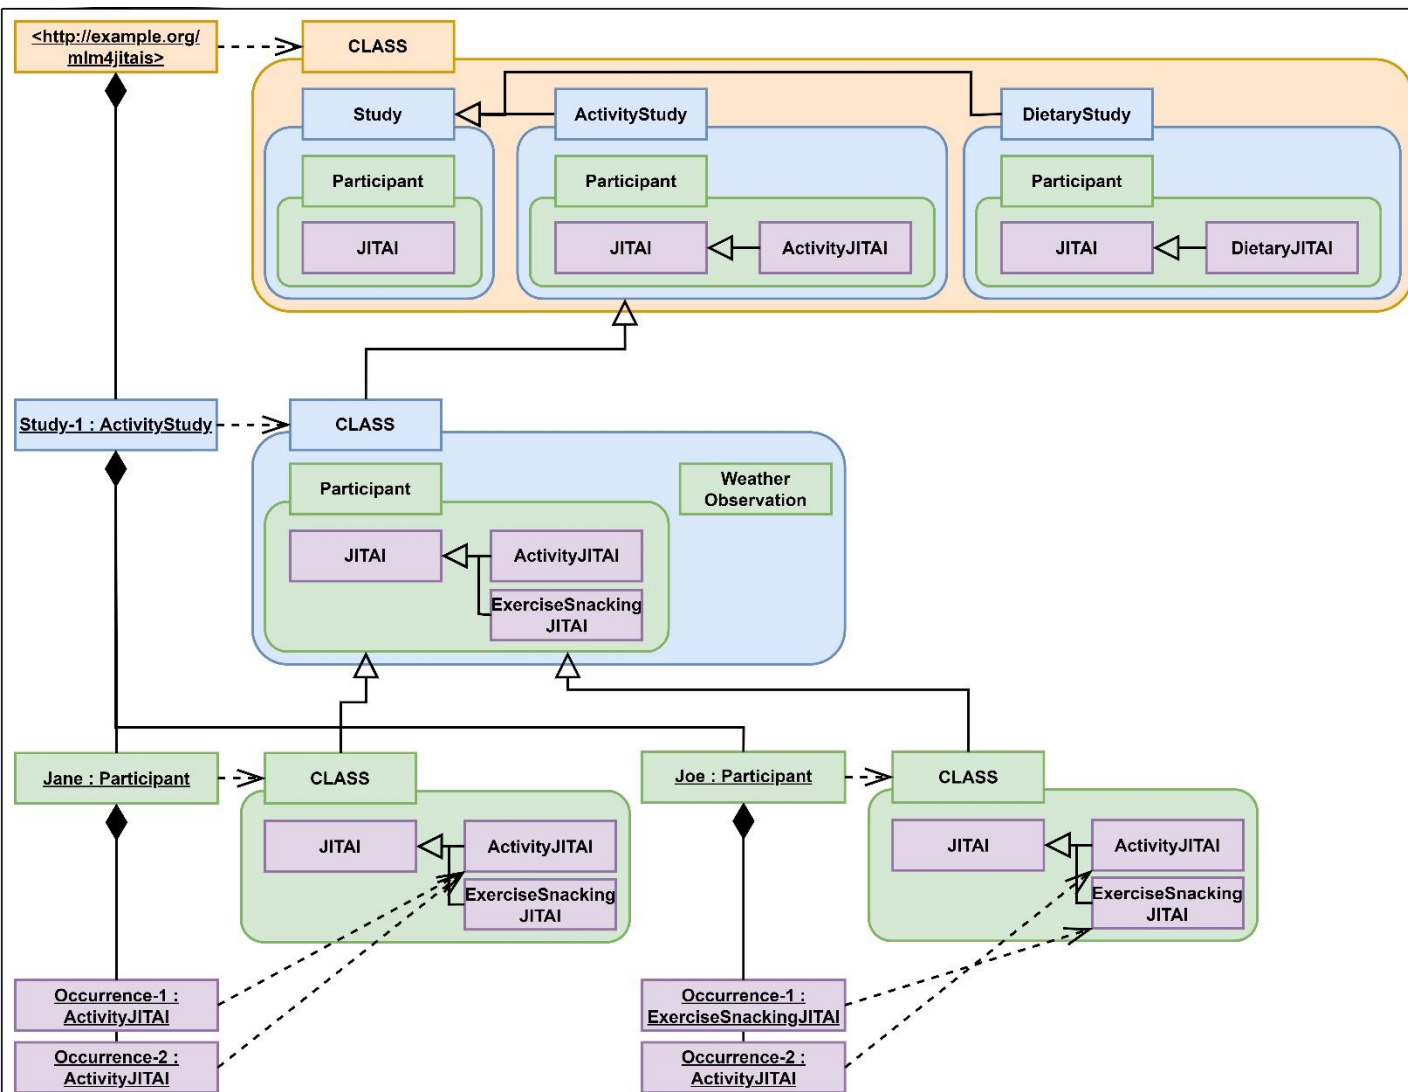 <http://example.org/
mlm4jitais>
CLASS
Study
ActivityStudy
DietaryStudy
Participant
Participant
Participant
JITAI
JITAI
ActivityJITAI
JITAI
DietaryJITAI
Study-1 : ActivityStudy
CLASS
Participant
Weather
Observation
JITAI
ActivityJITAI
ExerciseSnacking
JITAI
Jane : Participant
CLASS
Joe : Participant
CLASS
JITAI
ActivityJITAI
ExerciseSnacking
JITAI
JITAI
ActivityJITAI
ExerciseSnacking
JITAI
Occurrence-1 :
ActivityJITAI
Occurrence-2 :
ActivityJITAI
Occurrence-1 :
ExerciseSnackingJITAI
Occurrence-2 :
ActivityJITAI